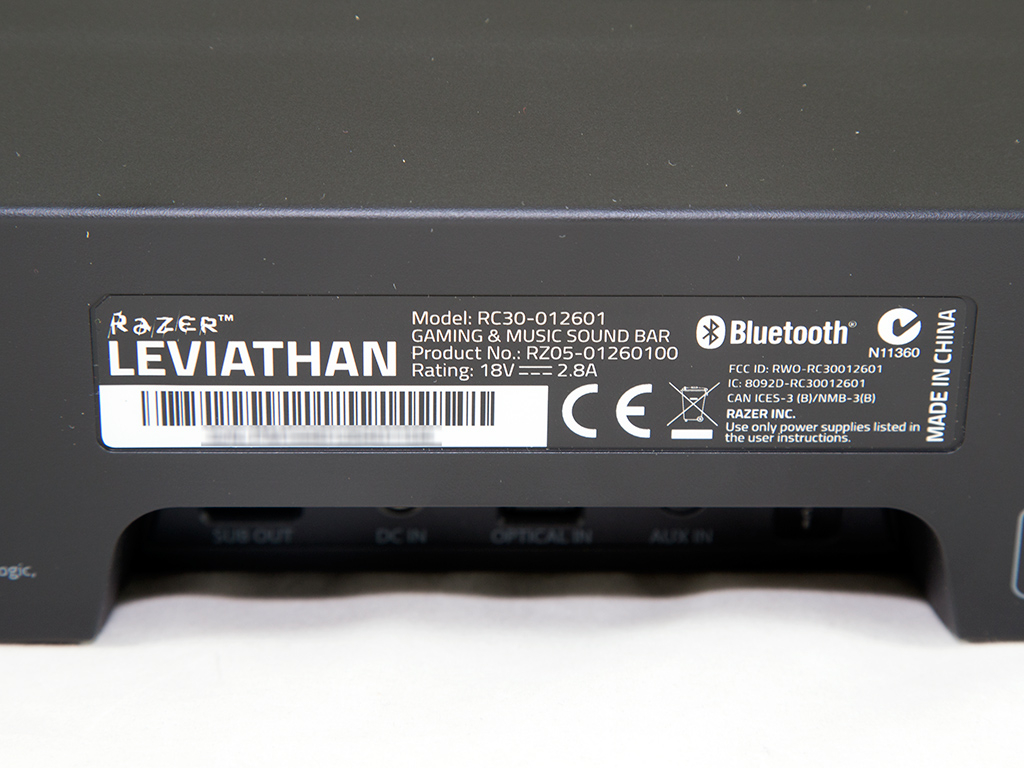 RAZER™
LEVIATHAN
Model: RC30-012601
GAMING & MUSIC SOUND BAR
Product No.: RZ05-01260100
Rating: 18V ⎓ 2.8A
Bluetooth®
N11360
FCC ID: RWO-RC30012601
IC: 8092D-RC30012601
CAN ICES-3 (B)/NMB-3(B)
RAZER INC.
Use only power supplies listed in
the user instructions.
MADE IN CHINA
CE
SUB OUT
DC IN
OPTICAL IN
AUX IN
ogic,